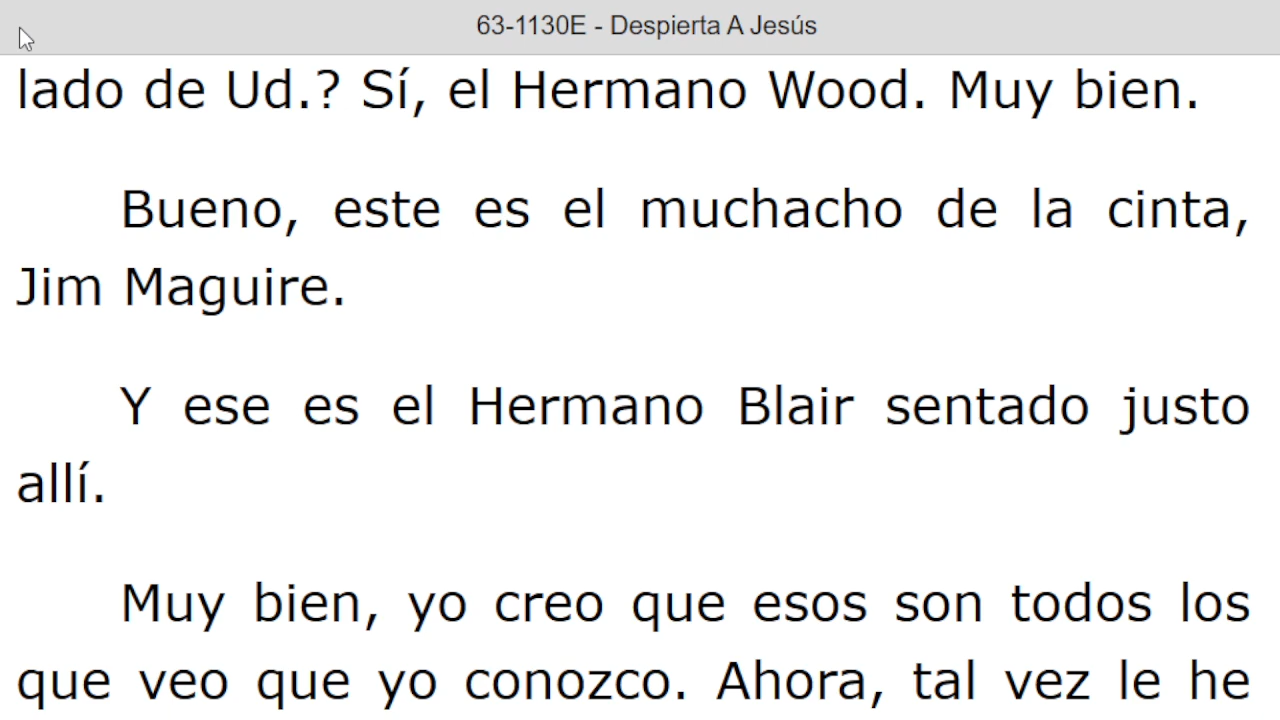 63-1130E - Despierta A Jesús
lado de Ud.? Sí, el Hermano Wood. Muy bien.
Bueno, este es el muchacho de la cinta,
Jim Maguire.
Y ese es el Hermano Blair sentado justo
allí.
Muy bien, yo creo que esos son todos los
que veo que yo conozco. Ahora, tal vez le he